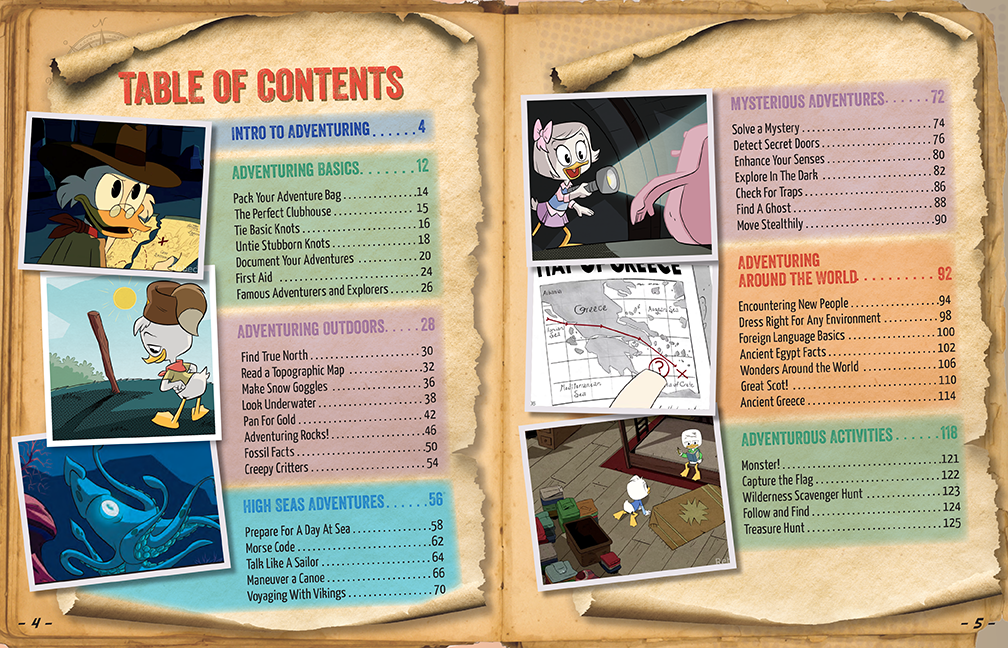 TABLE OF CONTENTS
INTRO TO ADVENTURING . . . . . . 4
ADVENTURING BASICS. . . . . . . 12
Pack Your Adventure Bag . . . . . . . . . . . . . . . 14
The Perfect Clubhouse . . . . . . . . . . . . . . . . 15
Tie Basic Knots . . . . . . . . . . . . . . . . . . . . . . 16
Untie Stubborn Knots . . . . . . . . . . . . . . . . . 18
Document Your Adventures . . . . . . . . . . . . 20
First Aid . . . . . . . . . . . . . . . . . . . . . . . . . . 24
Famous Adventurers and Explorers . . . . . . 26
ADVENTURING OUTDOORS. . . . . 28
Find True North . . . . . . . . . . . . . . . . . . . . . 30
Read a Topographic Map . . . . . . . . . . . . . . 32
Make Snow Goggles . . . . . . . . . . . . . . . . . . 36
Look Underwater . . . . . . . . . . . . . . . . . . . . 38
Pan For Gold . . . . . . . . . . . . . . . . . . . . . . . 42
Adventuring Rocks! . . . . . . . . . . . . . . . . . . 46
Fossil Facts . . . . . . . . . . . . . . . . . . . . . . . . 50
Creepy Critters . . . . . . . . . . . . . . . . . . . . . 54
HIGH SEAS ADVENTURES . . . . . 56
Prepare For A Day At Sea . . . . . . . . . . . . . . 58
Morse Code . . . . . . . . . . . . . . . . . . . . . . . . 62
Talk Like A Sailor . . . . . . . . . . . . . . . . . . . . 64
Maneuver a Canoe . . . . . . . . . . . . . . . . . . . 66
Voyaging With Vikings . . . . . . . . . . . . . . . . 70
- 4 -
MAP OF GREECE
Greece
Mediterranean
Sea
of Crete
?
MYSTERIOUS ADVENTURES. . . . . . 72
Solve a Mystery . . . . . . . . . . . . . . . . . . . . . 74
Detect Secret Doors . . . . . . . . . . . . . . . . . . 76
Enhance Your Senses . . . . . . . . . . . . . . . . . 80
Explore In The Dark . . . . . . . . . . . . . . . . . . 82
Check For Traps . . . . . . . . . . . . . . . . . . . . . 86
Find A Ghost . . . . . . . . . . . . . . . . . . . . . . . 88
Move Stealthily . . . . . . . . . . . . . . . . . . . . . 90
ADVENTURING
AROUND THE WORLD. . . . . . . . . . 92
Encountering New People . . . . . . . . . . . . . . 94
Dress Right For Any Environment . . . . . . . . 98
Foreign Language Basics . . . . . . . . . . . . . . 100
Ancient Egypt Facts . . . . . . . . . . . . . . . . . . 102
Wonders Around the World . . . . . . . . . . . . 106
Great Scot! . . . . . . . . . . . . . . . . . . . . . . . . 110
Ancient Greece . . . . . . . . . . . . . . . . . . . . . 114
ADVENTUROUS ACTIVITIES . . . . . . 118
Monster! . . . . . . . . . . . . . . . . . . . . . . . . . . 121
Capture the Flag . . . . . . . . . . . . . . . . . . . . 122
Wilderness Scavenger Hunt . . . . . . . . . . . . 123
Follow and Find . . . . . . . . . . . . . . . . . . . . . 124
Treasure Hunt . . . . . . . . . . . . . . . . . . . . . . 125
- 5 -